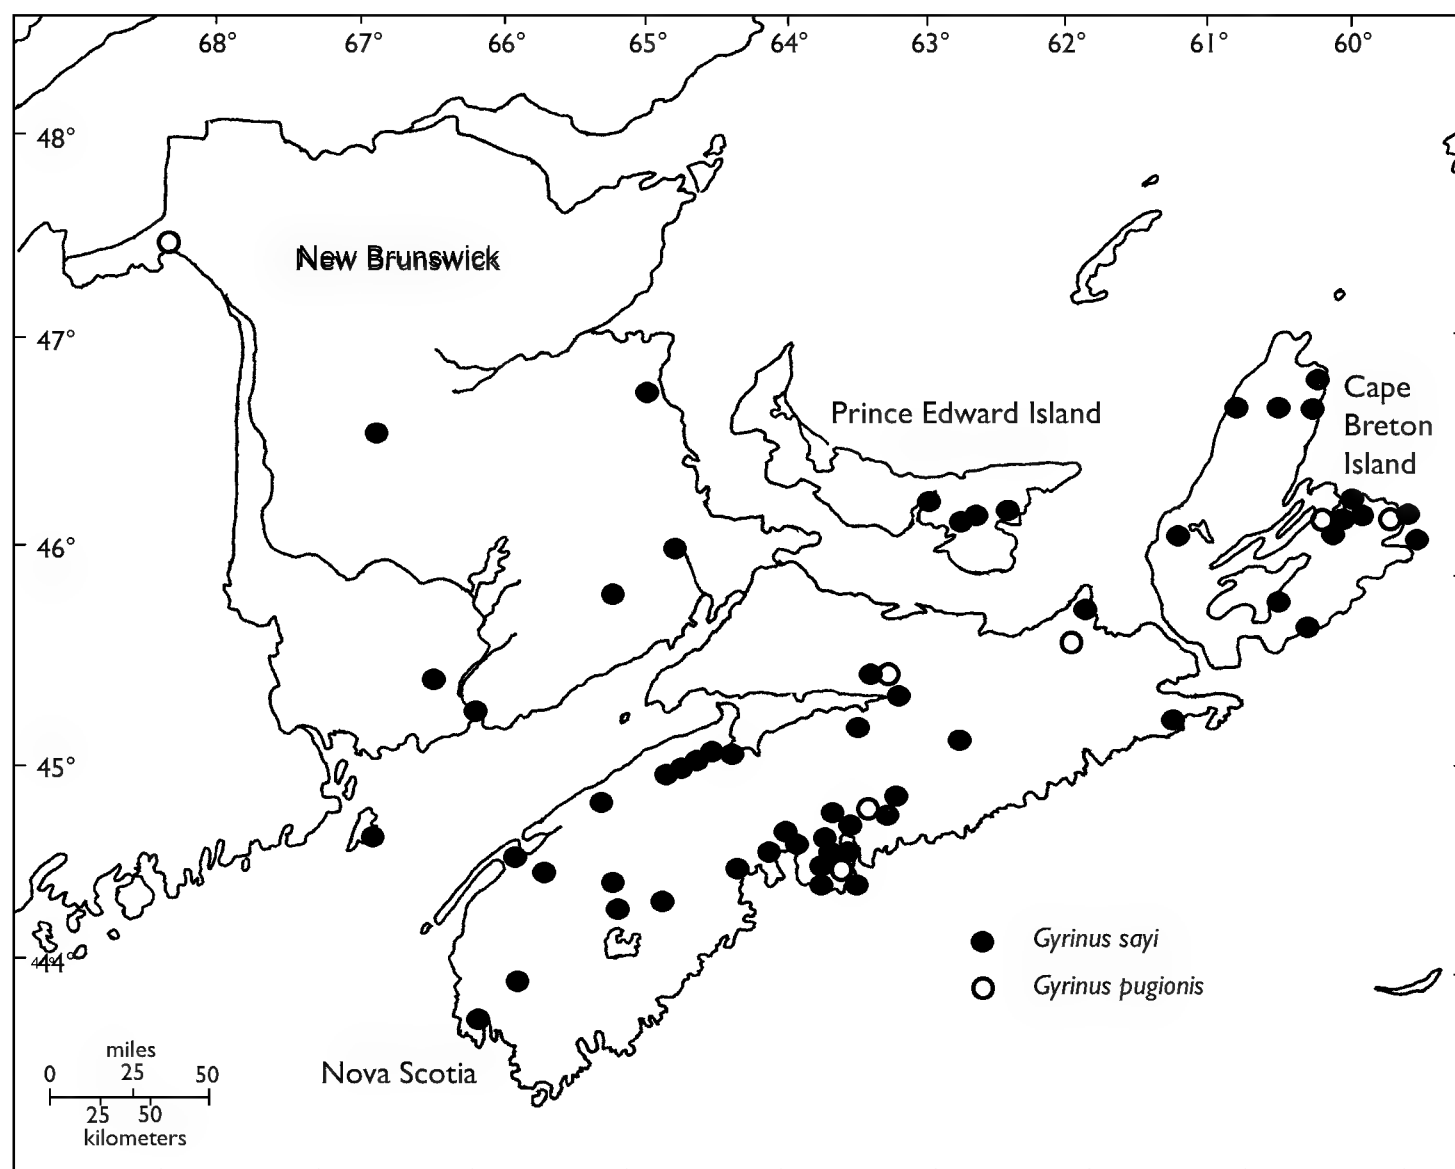 68° 67° 66° 65° 64° 63° 62° 61° 60°
48°
New Brunswick
47°
Cape
Breton
Island
Prince Edward Island
46°
45°
Gyrinus sayi
44°
Gyrinus pugionis
miles
0 25 50
Nova Scotia
25 50
kilometers